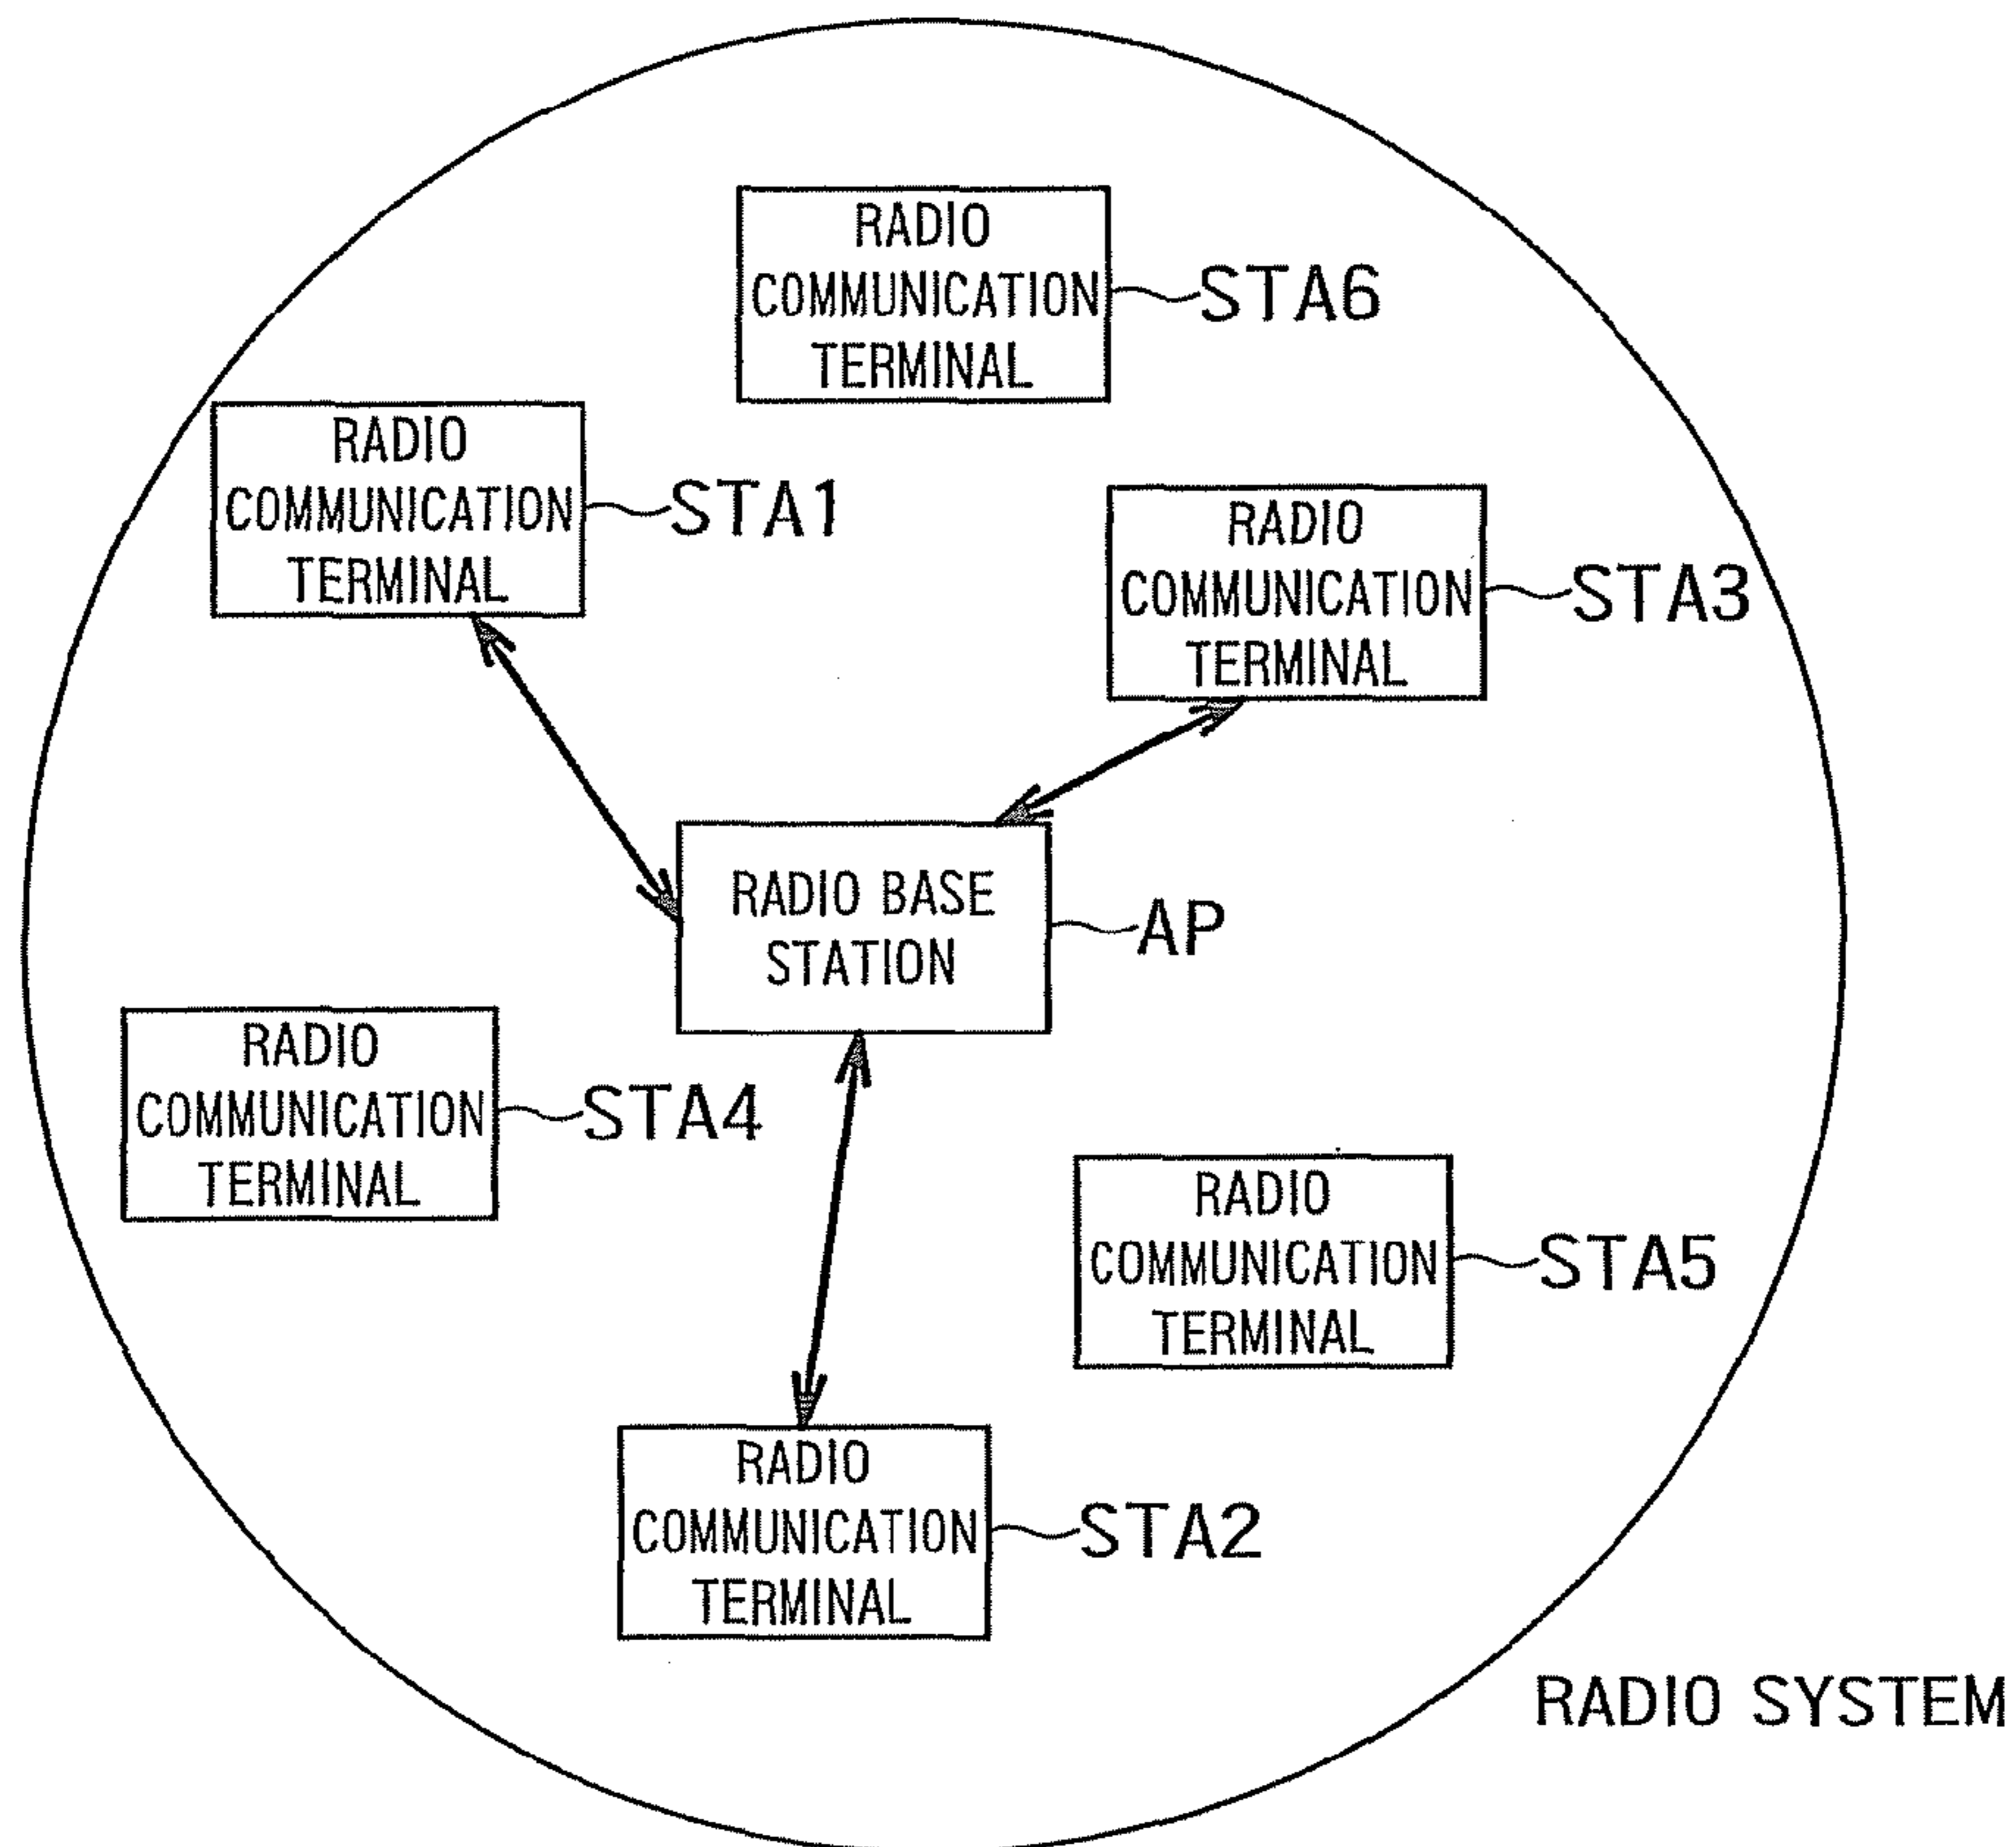 RADIO
COMMUNICATION
TERMINAL
STA6
RADIO
COMMUNICATION
TERMINAL
STA1
RADIO
COMMUNICATION
TERMINAL
STA3
RADIO BASE
STATION
AP
RADIO
COMMUNICATION
TERMINAL
STA4
RADIO
COMMUNICATION
TERMINAL
STA5
RADIO
COMMUNICATION
TERMINAL
STA2
RADIO SYSTEM